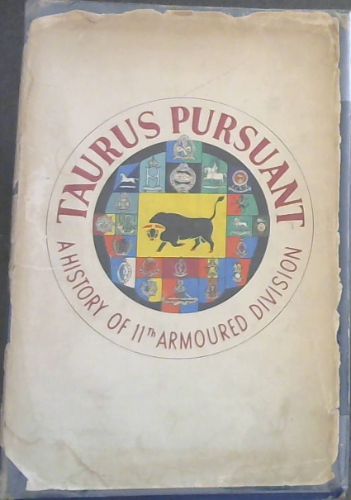 TAURUS PURSUANT
A HISTORY OF 11TH ARMOURED DIVISION